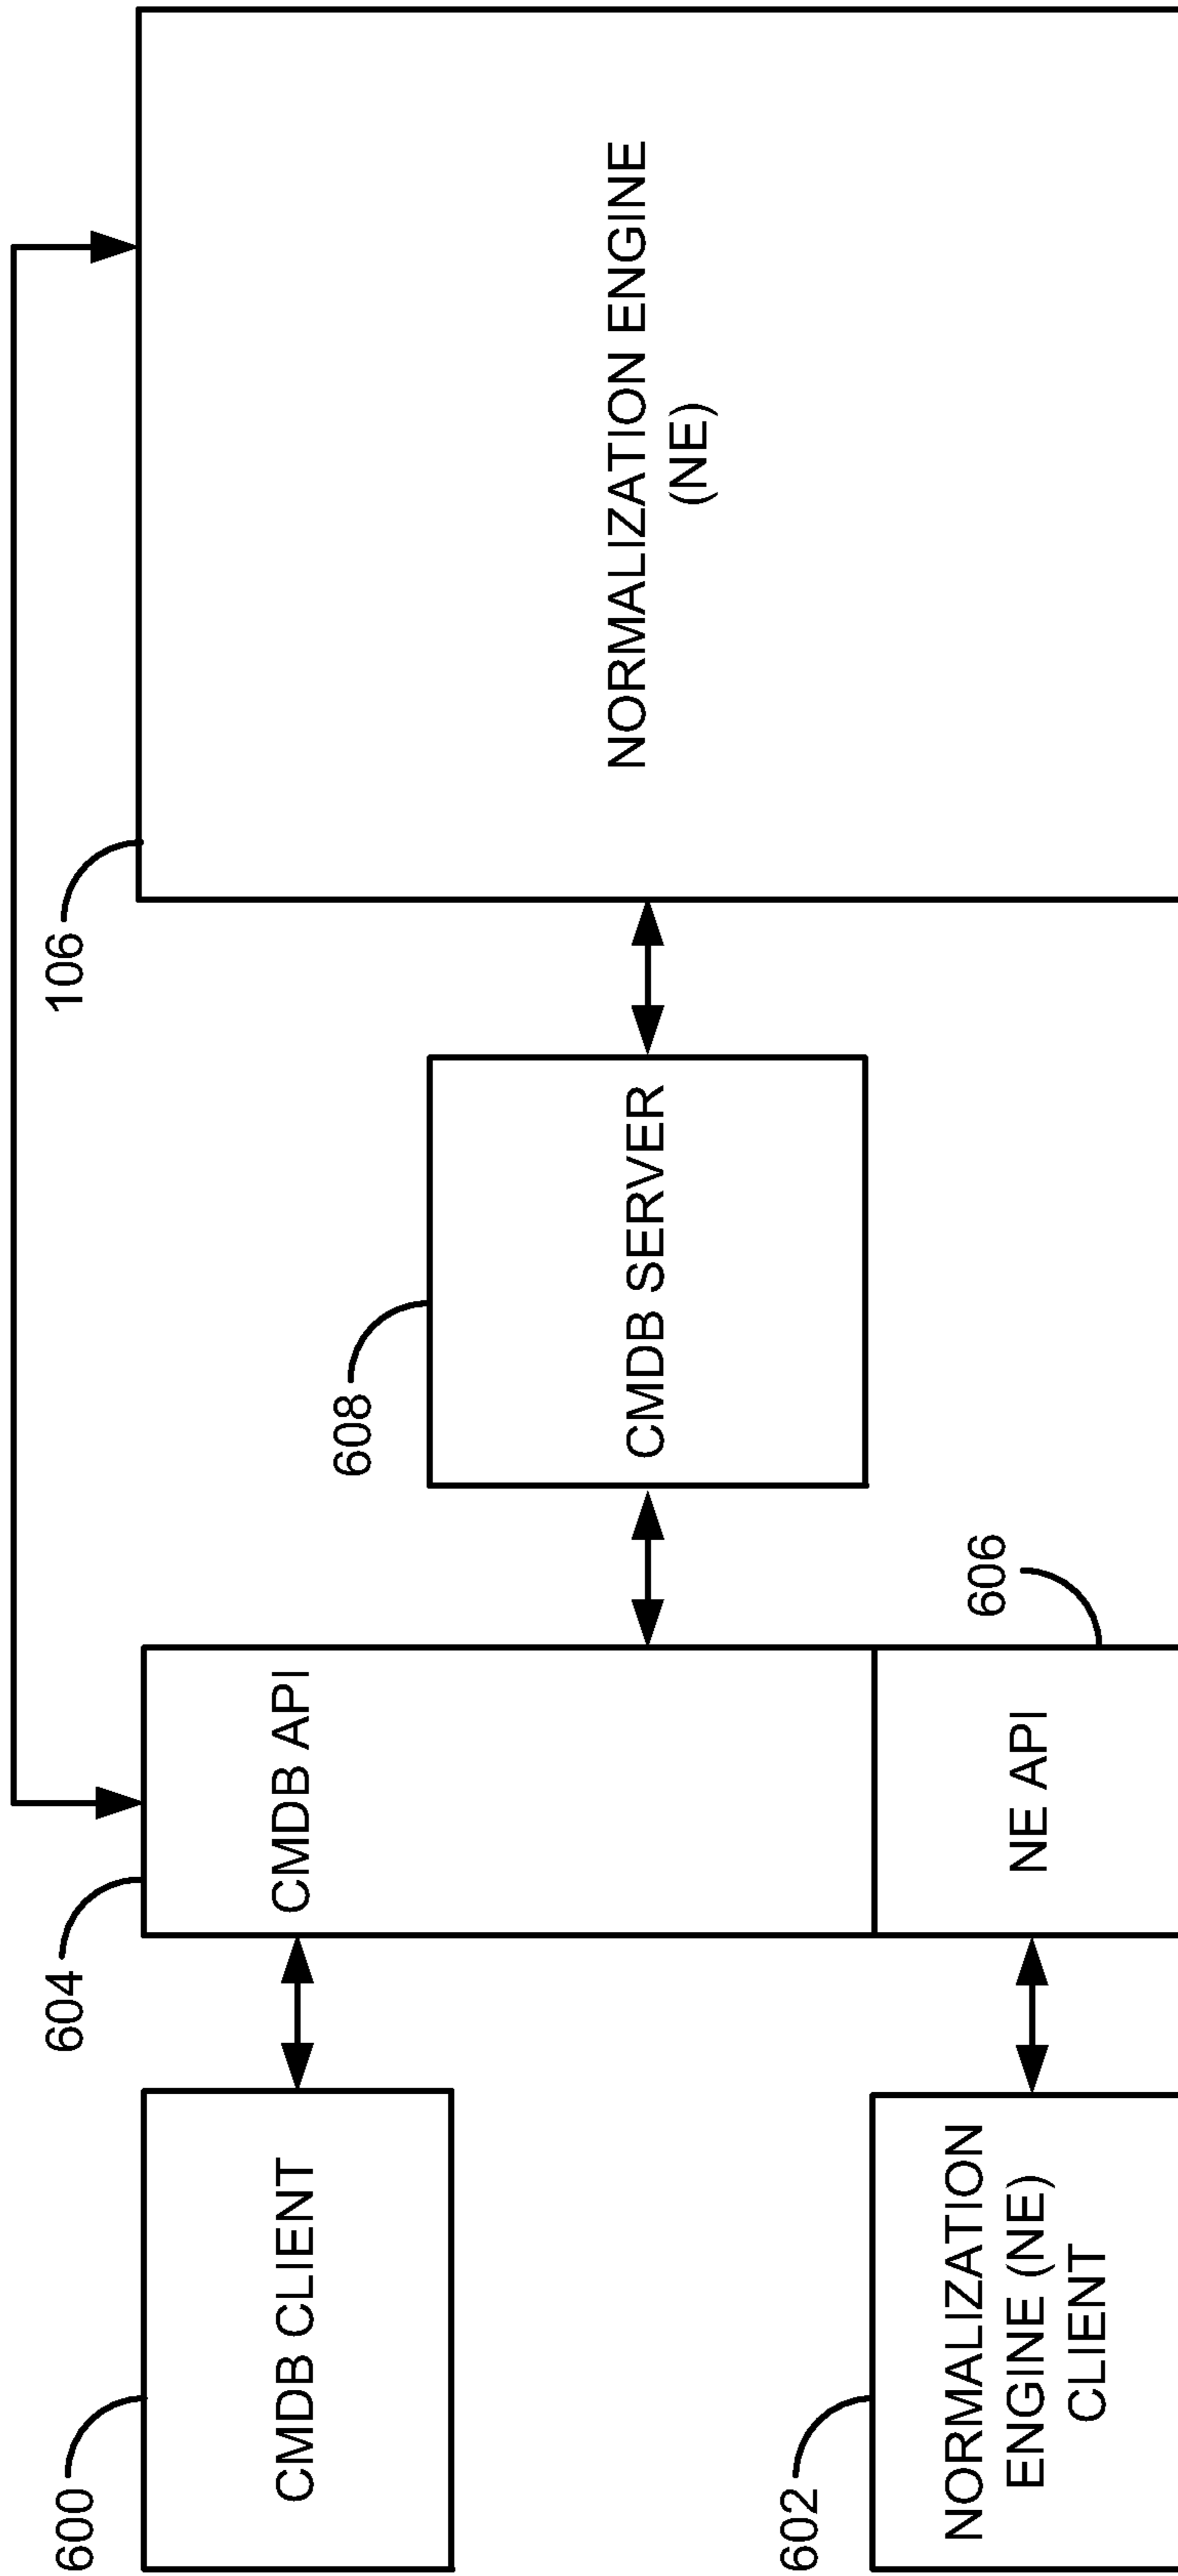 600
CMDB CLIENT
602
NORMALIZATION
ENGINE (NE)
CLIENT
604
CMDB API
NE API
606
608
CMDB SERVER
106
NORMALIZATION ENGINE
(NE)